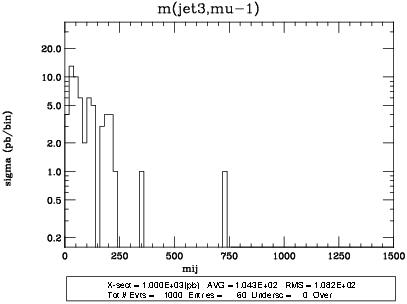 m(jet3,mu-1)
20.0
10.0
5.0
2.0
1.0
0.5
0.2
sigma (pb/bin)
0 250 500 750 1000 1250 1500
mij
X-sect = 1.000E+03(pb) AVG = 1.043E+02 RMS = 1.082E+02
Tot # Evts = 1000 Entries = 60 Undersc = 0 Over